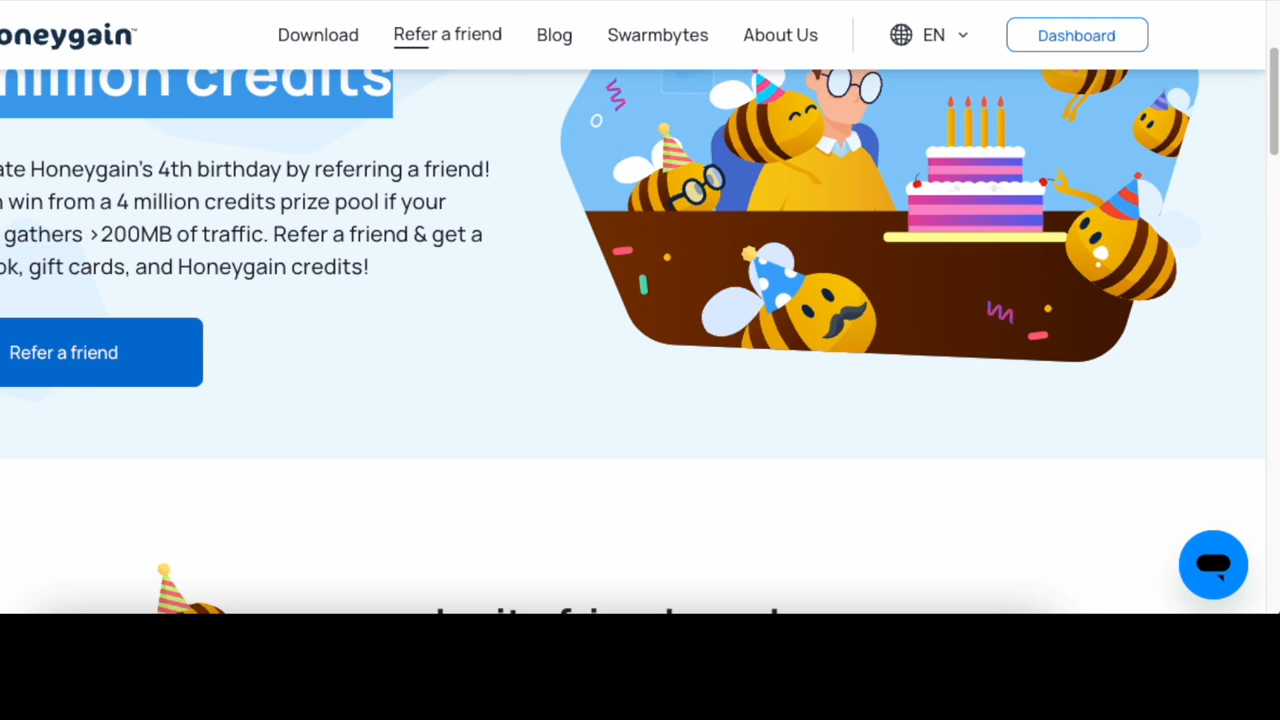 oneygain™
Download
Refer a friend
Blog
Swarmbytes
About Us
EN
Dashboard
million credits
ate Honeygain's 4th birthday by referring a friend!
n win from a 4 million credits prize pool if your
gathers >200MB of traffic. Refer a friend & get a
ok, gift cards, and Honeygain credits!
Refer a friend